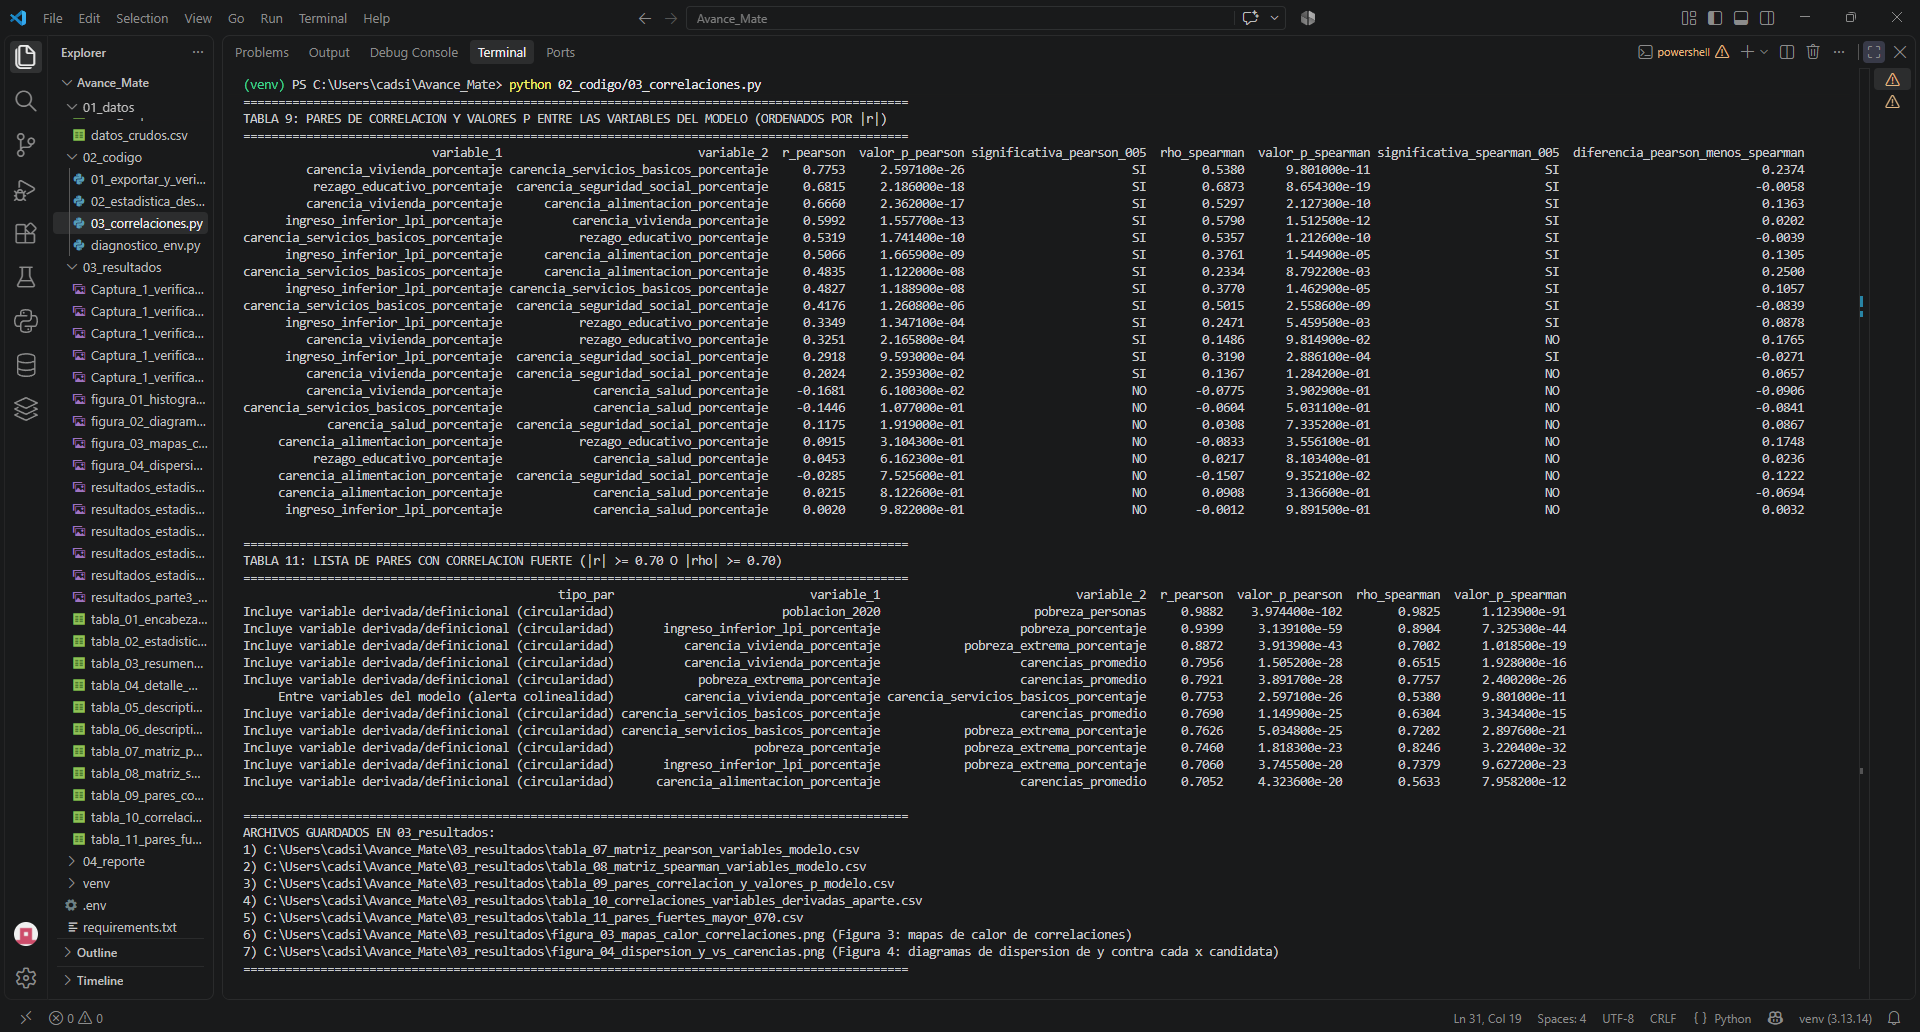 File Edit Selection View Go Run Terminal Help
Avance_Mate
Explorer
Avance_Mate
01_datos
datos_crudos.csv
02_codigo
01_exportar_y_veri...
02_estadistica_des...
03_correlaciones.py
diagnostico_env.py
03_resultados
Captura_1_verifica...
Captura_1_verifica...
Captura_1_verifica...
Captura_1_verifica...
Captura_1_verifica...
figura_01_histogra...
figura_02_diagram...
figura_03_mapas_c...
figura_04_dispersi...
resultados_estadis...
resultados_estadis...
resultados_estadis...
resultados_estadis...
resultados_estadis...
resultados_parte3_...
tabla_01_encabeza...
tabla_02_estadistic...
tabla_03_resumen...
tabla_04_detalle_...
tabla_05_descripti...
tabla_06_descripti...
tabla_07_matriz_p...
tabla_08_matriz_s...
tabla_09_pares_co...
tabla_10_correlaci...
tabla_11_pares_fu...
04_reporte
venv
.env
requirements.txt
Outline
Timeline
Problems Output Debug Console Terminal Ports
powershell
(venv) PS C:\Users\cadsi\Avance_Mate> python 02_codigo/03_correlaciones.py
===============================================================================================
TABLA 9: PARES DE CORRELACION Y VALORES P ENTRE LAS VARIABLES DEL MODELO (ORDENADOS POR |r|)
===============================================================================================
variable_1 variable_2 r_pearson valor_p_pearson significativa_pearson_005 rho_spearman valor_p_spearman significativa_spearman_005 diferencia_pearson_menos_spearman
carencia_vivienda_porcentaje carencia_servicios_basicos_porcentaje 0.7753 2.597100e-26 SI 0.5380 9.801000e-11 SI 0.2374
rezago_educativo_porcentaje carencia_seguridad_social_porcentaje 0.6815 2.186000e-18 SI 0.6873 8.654300e-19 SI -0.0058
carencia_vivienda_porcentaje carencia_alimentacion_porcentaje 0.6660 2.362000e-17 SI 0.5297 2.127300e-10 SI 0.1363
ingreso_inferior_lpi_porcentaje carencia_vivienda_porcentaje 0.5992 1.557700e-13 SI 0.5790 1.512500e-12 SI 0.0202
carencia_servicios_basicos_porcentaje rezago_educativo_porcentaje 0.5319 1.741400e-10 SI 0.5357 1.212600e-10 SI -0.0039
ingreso_inferior_lpi_porcentaje carencia_alimentacion_porcentaje 0.5066 1.665900e-09 SI 0.3761 1.544900e-05 SI 0.1305
carencia_servicios_basicos_porcentaje carencia_alimentacion_porcentaje 0.4835 1.122000e-08 SI 0.2334 8.792200e-03 SI 0.2500
ingreso_inferior_lpi_porcentaje carencia_servicios_basicos_porcentaje 0.4827 1.188900e-08 SI 0.3770 1.462900e-05 SI 0.1057
carencia_servicios_basicos_porcentaje carencia_seguridad_social_porcentaje 0.4176 1.260800e-06 SI 0.5015 2.558600e-09 SI -0.0839
ingreso_inferior_lpi_porcentaje rezago_educativo_porcentaje 0.3349 1.347100e-04 SI 0.2471 5.459500e-03 SI 0.0878
carencia_vivienda_porcentaje rezago_educativo_porcentaje 0.3251 2.165800e-04 SI 0.1486 9.814900e-02 NO 0.1765
ingreso_inferior_lpi_porcentaje carencia_seguridad_social_porcentaje 0.2918 9.593000e-04 SI 0.3190 2.886100e-04 SI -0.0271
carencia_vivienda_porcentaje carencia_seguridad_social_porcentaje 0.2024 2.359300e-02 SI 0.1367 1.284200e-01 NO 0.0657
carencia_vivienda_porcentaje carencia_salud_porcentaje -0.1681 6.100300e-02 NO -0.0775 3.902900e-01 NO -0.0906
carencia_servicios_basicos_porcentaje carencia_salud_porcentaje -0.1446 1.077000e-01 NO -0.0604 5.031100e-01 NO -0.0841
carencia_salud_porcentaje carencia_seguridad_social_porcentaje 0.1175 1.919000e-01 NO 0.0308 7.335200e-01 NO 0.0867
carencia_alimentacion_porcentaje rezago_educativo_porcentaje 0.0915 3.104300e-01 NO -0.0833 3.556100e-01 NO 0.1748
rezago_educativo_porcentaje carencia_salud_porcentaje 0.0453 6.162300e-01 NO 0.0217 8.103400e-01 NO 0.0236
carencia_alimentacion_porcentaje carencia_seguridad_social_porcentaje -0.0285 7.525600e-01 NO -0.1507 9.352100e-02 NO 0.1222
carencia_alimentacion_porcentaje carencia_salud_porcentaje 0.0215 8.122600e-01 NO 0.0908 3.136600e-01 NO -0.0694
ingreso_inferior_lpi_porcentaje carencia_salud_porcentaje 0.0020 9.822000e-01 NO -0.0012 9.891500e-01 NO 0.0032
===============================================================================================
TABLA 11: LISTA DE PARES CON CORRELACION FUERTE (|r| >= 0.70 O |rho| >= 0.70)
===============================================================================================
tipo_par variable_1 variable_2 r_pearson valor_p_pearson rho_spearman valor_p_spearman
Incluye variable derivada/definicional (circularidad) poblacion_2020 pobreza_personas 0.9882 3.974400e-102 0.9825 1.123900e-91
Incluye variable derivada/definicional (circularidad) ingreso_inferior_lpi_porcentaje pobreza_porcentaje 0.9399 3.139100e-59 0.8904 7.325300e-44
Incluye variable derivada/definicional (circularidad) carencia_vivienda_porcentaje pobreza_extrema_porcentaje 0.8872 3.913900e-43 0.7002 1.018500e-19
Incluye variable derivada/definicional (circularidad) carencia_vivienda_porcentaje carencias_promedio 0.7956 1.505200e-28 0.6515 1.928000e-16
Incluye variable derivada/definicional (circularidad) pobreza_extrema_porcentaje carencias_promedio 0.7921 3.891700e-28 0.7757 2.400200e-26
Entre variables del modelo (alerta colinealidad) carencia_vivienda_porcentaje carencia_servicios_basicos_porcentaje 0.7753 2.597100e-26 0.5380 9.801000e-11
Incluye variable derivada/definicional (circularidad) carencia_servicios_basicos_porcentaje carencias_promedio 0.7690 1.149900e-25 0.6304 3.343400e-15
Incluye variable derivada/definicional (circularidad) carencia_servicios_basicos_porcentaje pobreza_extrema_porcentaje 0.7626 5.034800e-25 0.7202 2.897600e-21
Incluye variable derivada/definicional (circularidad) pobreza_porcentaje pobreza_extrema_porcentaje 0.7460 1.818300e-23 0.8246 3.220400e-32
Incluye variable derivada/definicional (circularidad) ingreso_inferior_lpi_porcentaje pobreza_extrema_porcentaje 0.7060 3.745500e-20 0.7379 9.627200e-23
Incluye variable derivada/definicional (circularidad) carencia_alimentacion_porcentaje carencias_promedio 0.7052 4.323600e-20 0.5633 7.958200e-12
===============================================================================================
ARCHIVOS GUARDADOS EN 03_resultados:
1) C:\Users\cadsi\Avance_Mate\03_resultados\tabla_07_matriz_pearson_variables_modelo.csv
2) C:\Users\cadsi\Avance_Mate\03_resultados\tabla_08_matriz_spearman_variables_modelo.csv
3) C:\Users\cadsi\Avance_Mate\03_resultados\tabla_09_pares_correlacion_y_valores_p_modelo.csv
4) C:\Users\cadsi\Avance_Mate\03_resultados\tabla_10_correlaciones_variables_derivadas_aparte.csv
5) C:\Users\cadsi\Avance_Mate\03_resultados\tabla_11_pares_fuertes_mayor_070.csv
6) C:\Users\cadsi\Avance_Mate\03_resultados\figura_03_mapas_calor_correlaciones.png (Figura 3: mapas de calor de correlaciones)
7) C:\Users\cadsi\Avance_Mate\03_resultados\figura_04_dispersion_y_vs_carencias.png (Figura 4: diagramas de dispersion de y contra cada x candidata)
===============================================================================================
0 0 Ln 31, Col 19 Spaces: 4 UTF-8 CRLF { } Python venv (3.13.14)